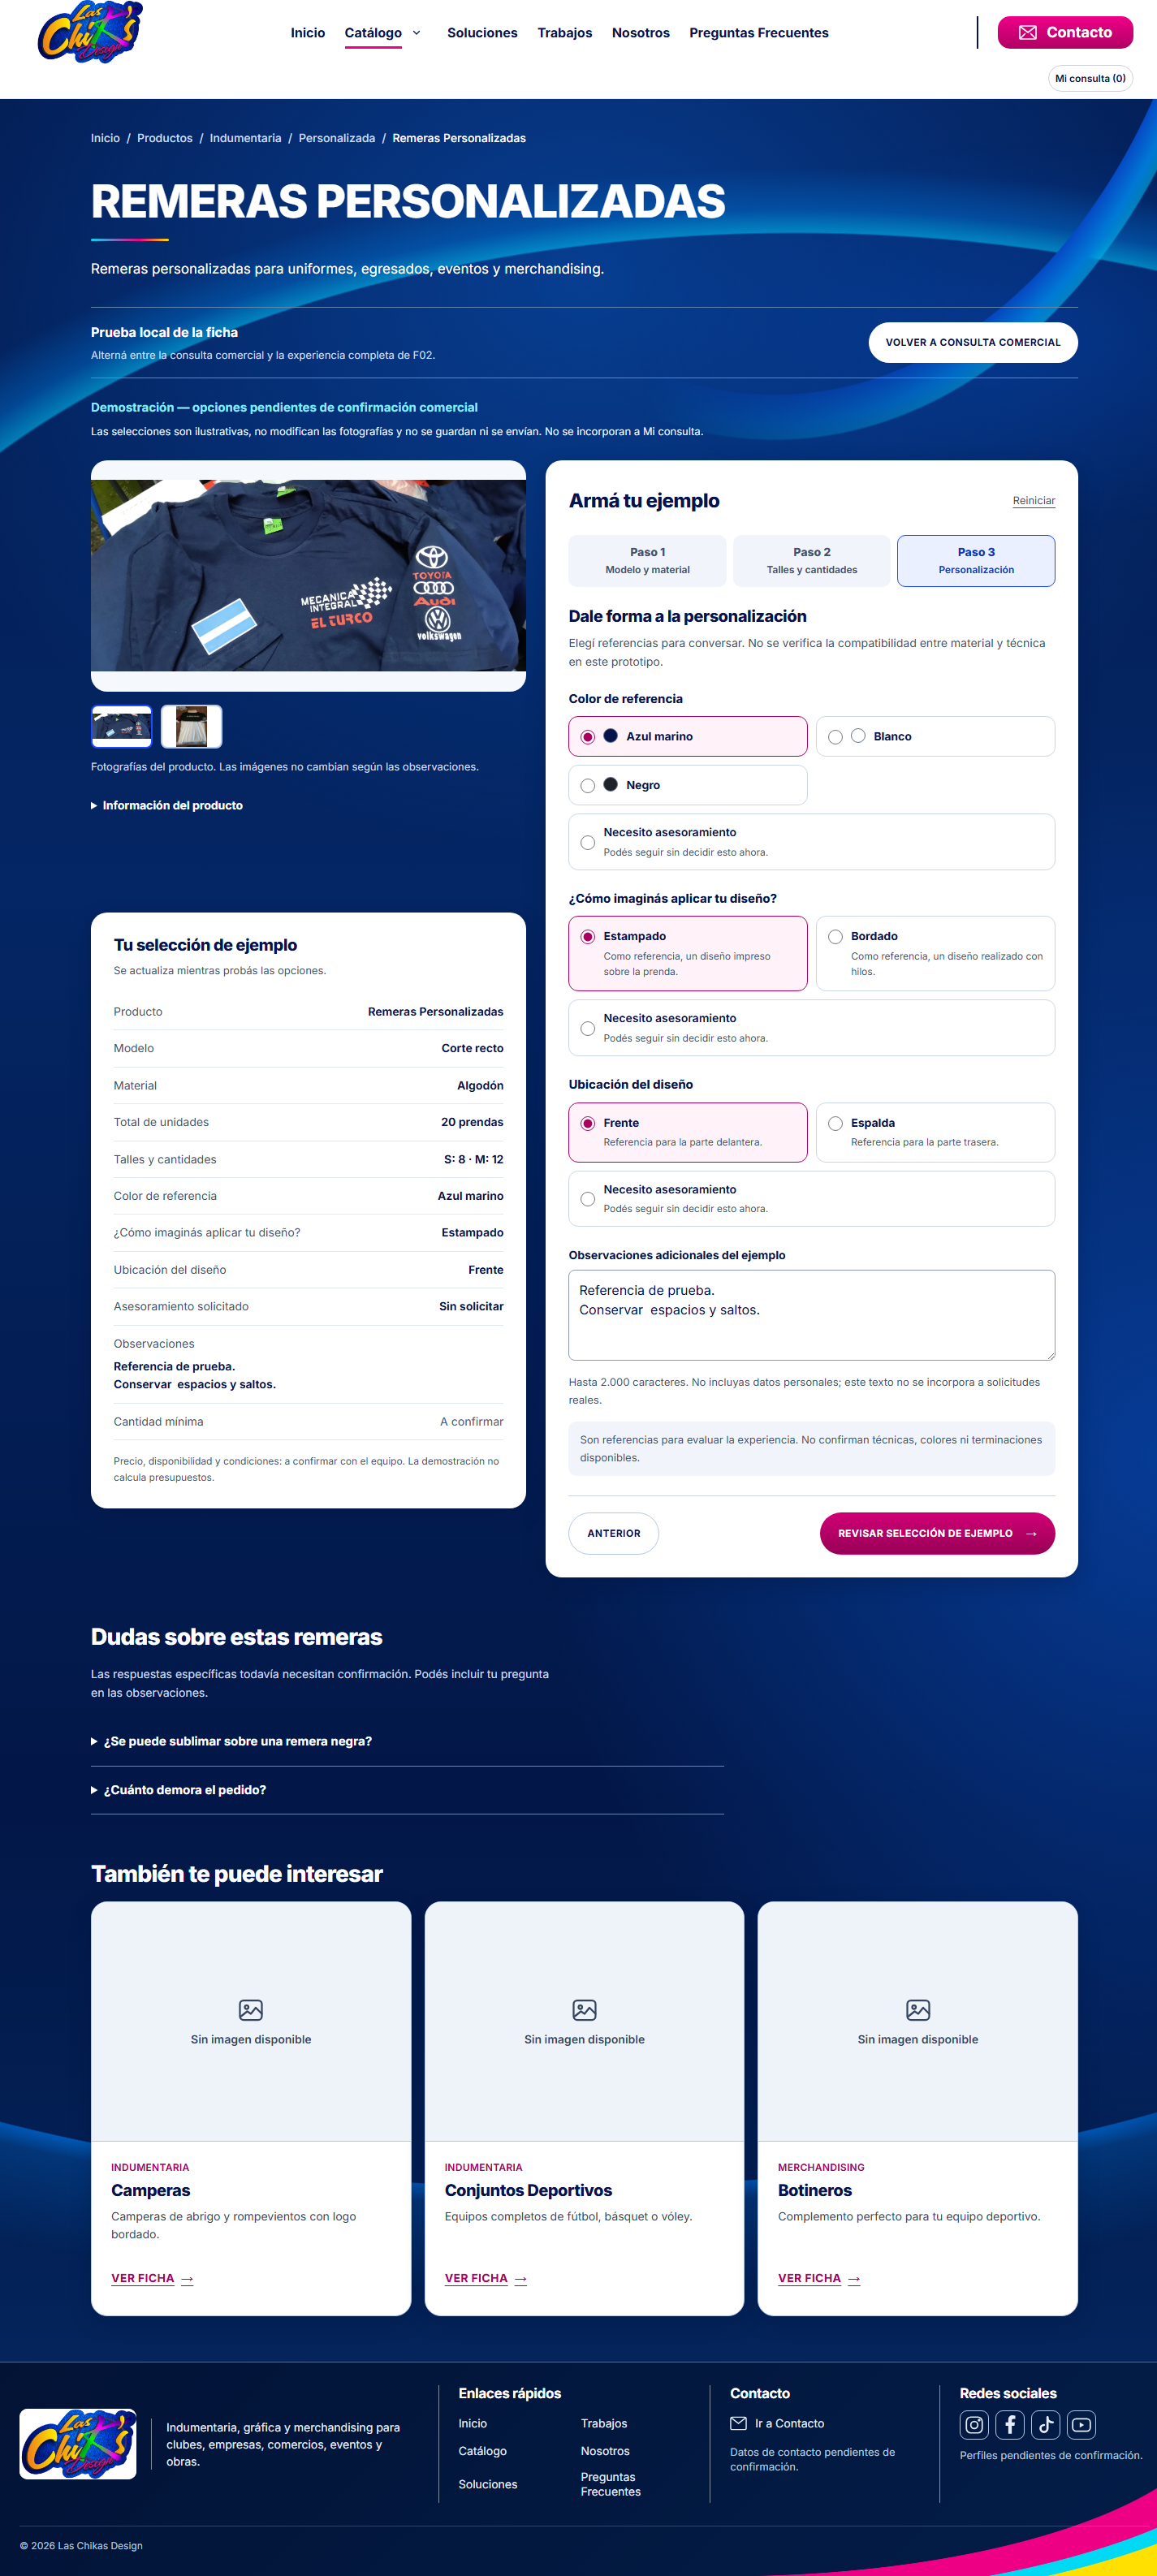 Las
Chikas
Design
Inicio
Catálogo
Soluciones
Trabajos
Nosotros
Preguntas Frecuentes
Contacto
Mi consulta (0)
Inicio / Productos / Indumentaria / Personalizada / Remeras Personalizadas
REMERAS PERSONALIZADAS
Remeras personalizadas para uniformes, egresados, eventos y merchandising.
Prueba local de la ficha
Alterná entre la consulta comercial y la experiencia completa de F02.
VOLVER A CONSULTA COMERCIAL
Demostración — opciones pendientes de confirmación comercial
Las selecciones son ilustrativas, no modifican las fotografías y no se guardan ni se envían. No se incorporan a Mi consulta.
MECANICA
INTEGRAL
EL TURCO
TOYOTA
Audi
Volkswagen
Fotografías del producto. Las imágenes no cambian según las observaciones.
Información del producto
Tu selección de ejemplo
Se actualiza mientras probás las opciones.
Producto Remeras Personalizadas
Modelo Corte recto
Material Algodón
Total de unidades 20 prendas
Talles y cantidades S: 8 · M: 12
Color de referencia Azul marino
¿Cómo imaginás aplicar tu diseño? Estampado
Ubicación del diseño Frente
Asesoramiento solicitado Sin solicitar
Observaciones
Referencia de prueba.
Conservar  espacios y saltos.
Cantidad mínima A confirmar
Precio, disponibilidad y condiciones: a confirmar con el equipo. La demostración no
calcula presupuestos.
Armá tu ejemplo
Reiniciar
Paso 1
Modelo y material
Paso 2
Talles y cantidades
Paso 3
Personalización
Dale forma a la personalización
Elegí referencias para conversar. No se verifica la compatibilidad entre material y técnica
en este prototipo.
Color de referencia
Azul marino
Blanco
Negro
Necesito asesoramiento
Podés seguir sin decidir esto ahora.
¿Cómo imaginás aplicar tu diseño?
Estampado
Como referencia, un diseño impreso
sobre la prenda.
Bordado
Como referencia, un diseño realizado con
hilos.
Necesito asesoramiento
Podés seguir sin decidir esto ahora.
Ubicación del diseño
Frente
Referencia para la parte delantera.
Espalda
Referencia para la parte trasera.
Necesito asesoramiento
Podés seguir sin decidir esto ahora.
Observaciones adicionales del ejemplo
Referencia de prueba.
Conservar  espacios y saltos.
Hasta 2.000 caracteres. No incluyas datos personales; este texto no se incorpora a solicitudes
reales.
Son referencias para evaluar la experiencia. No confirman técnicas, colores ni terminaciones
disponibles.
ANTERIOR
REVISAR SELECCIÓN DE EJEMPLO →
Dudas sobre estas remeras
Las respuestas específicas todavía necesitan confirmación. Podés incluir tu pregunta
en las observaciones.
¿Se puede sublimar sobre una remera negra?
¿Cuánto demora el pedido?
También te puede interesar
Sin imagen disponible
INDUMENTARIA
Camperas
Camperas de abrigo y rompevientos con logo
bordado.
VER FICHA →
Sin imagen disponible
INDUMENTARIA
Conjuntos Deportivos
Equipos completos de fútbol, básquet o vóley.
VER FICHA →
Sin imagen disponible
MERCHANDISING
Botineros
Complemento perfecto para tu equipo deportivo.
VER FICHA →
Las
Chikas
Design
Indumentaria, gráfica y merchandising para
clubes, empresas, comercios, eventos y
obras.
Enlaces rápidos
Inicio
Trabajos
Catálogo
Nosotros
Soluciones
Preguntas
Frecuentes
Contacto
Ir a Contacto
Datos de contacto pendientes de
confirmación.
Redes sociales
Perfiles pendientes de confirmación.
© 2026 Las Chikas Design